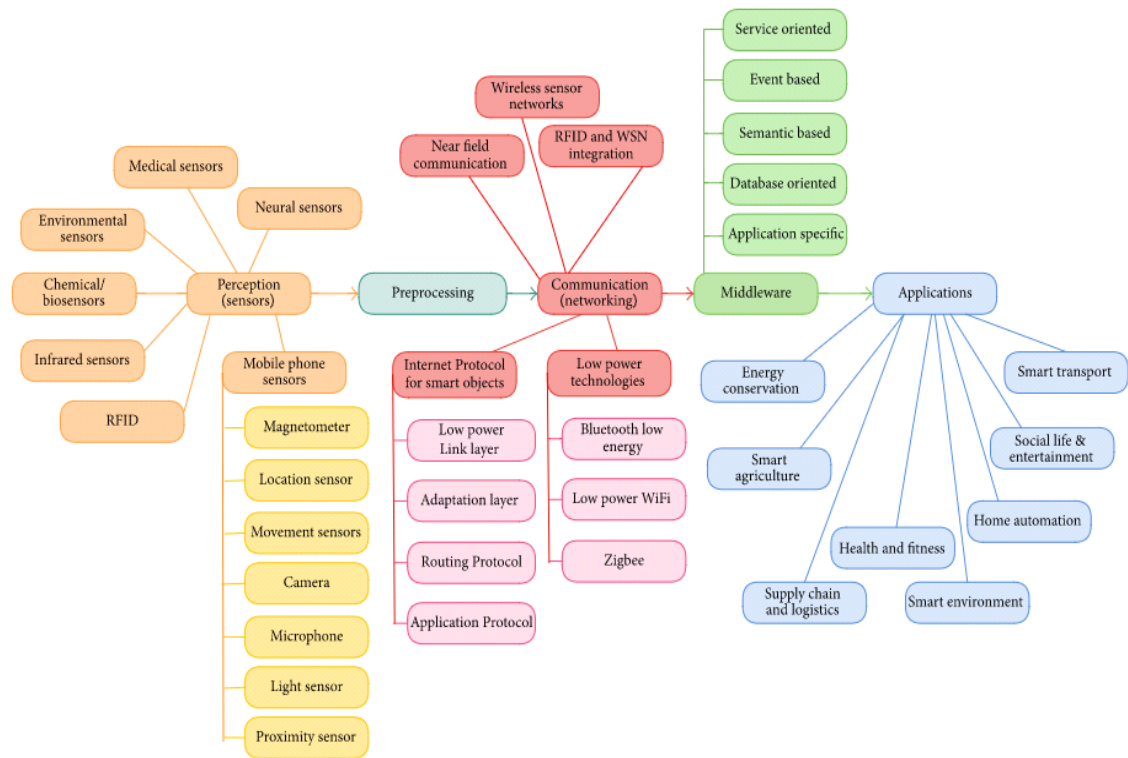 Service oriented
Event based
Semantic based
Database oriented
Application specific
Wireless sensor
networks
Near field
communication
RFID and WSN
integration
Medical sensors
Neural sensors
Environmental
sensors
Chemical/
biosensors
Infrared sensors
RFID
Perception
(sensors)
Preprocessing
Communication
(networking)
Middleware
Applications
Mobile phone
sensors
Magnetometer
Location sensor
Movement sensors
Camera
Microphone
Light sensor
Proximity sensor
Internet Protocol
for smart objects
Low power
Link layer
Adaptation layer
Routing Protocol
Application Protocol
Low power
technologies
Bluetooth low
energy
Low power WiFi
Zigbee
Energy
conservation
Smart
agriculture
Supply chain
and logistics
Health and fitness
Smart environment
Home automation
Social life &
entertainment
Smart transport